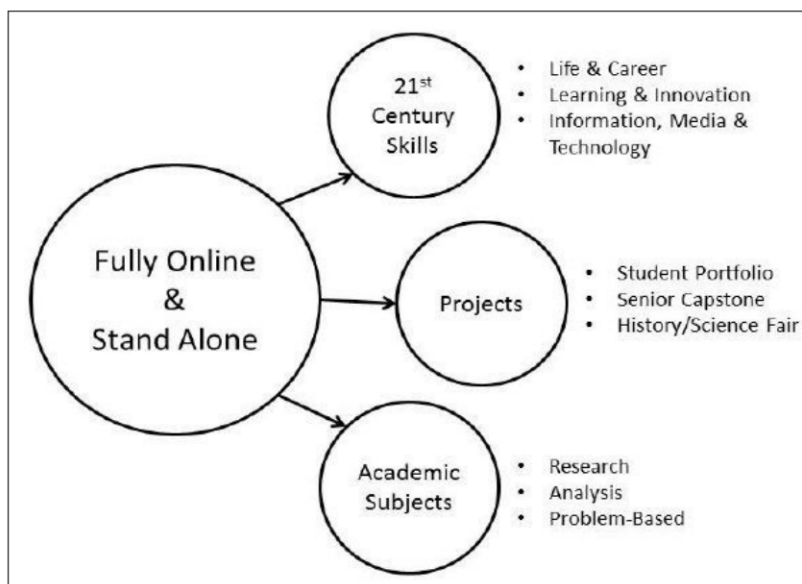 21st
Century
Skills
• Life & Career
• Learning & Innovation
• Information, Media &
Technology
Fully Online
&
Stand Alone
Projects
• Student Portfolio
• Senior Capstone
• History/Science Fair
Academic
Subjects
• Research
• Analysis
• Problem-Based